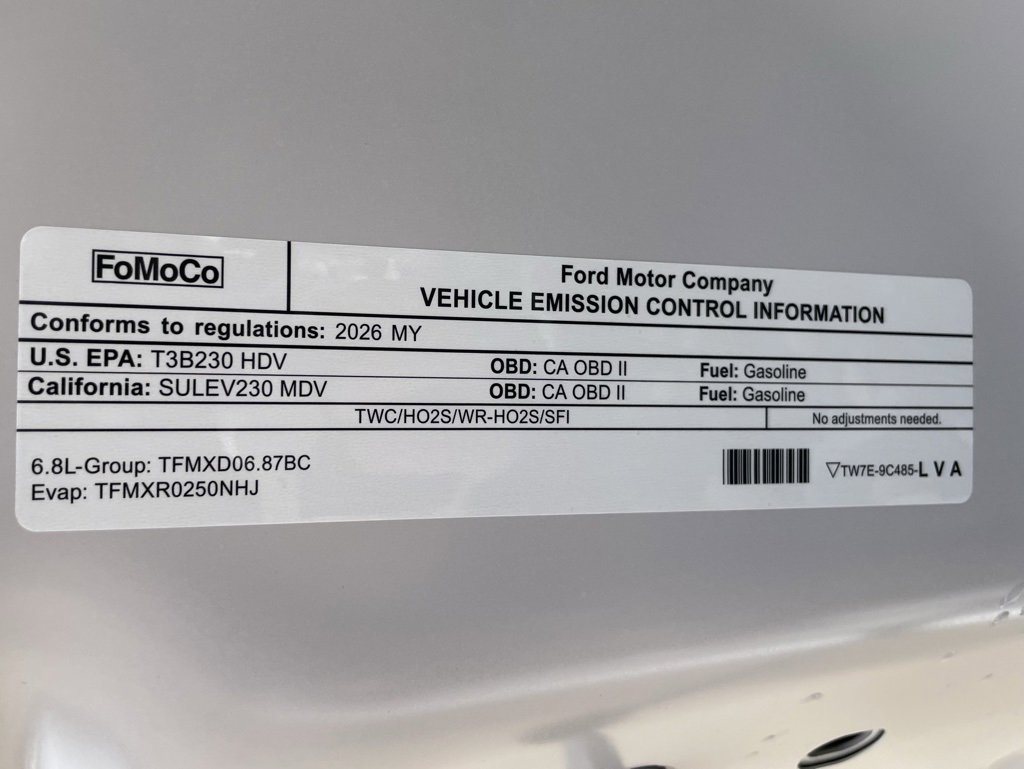 FoMoCo
Ford Motor Company
VEHICLE EMISSION CONTROL INFORMATION
Conforms to regulations: 2026 MY
U.S. EPA: T3B230 HDV OBD: CA OBD II Fuel: Gasoline
California: SULEV230 MDV OBD: CA OBD II Fuel: Gasoline
TWC/HO2S/WR-HO2S/SFI No adjustments needed.
6.8L-Group: TFMXD06.87BC
Evap: TFMXR0250NHJ
▽TW7E-9C485-L V A